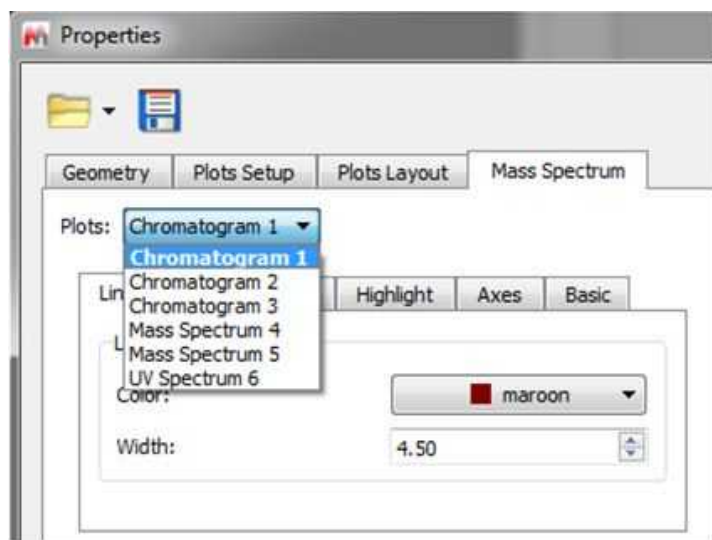 Properties
Geometry Plots Setup Plots Layout Mass Spectrum
Plots: Chromatogram 1
Chromatogram 1
Chromatogram 2
Chromatogram 3
Mass Spectrum 4
Mass Spectrum 5
UV Spectrum 6
Highlight Axes Basic
Color: maroon
Width: 4.50